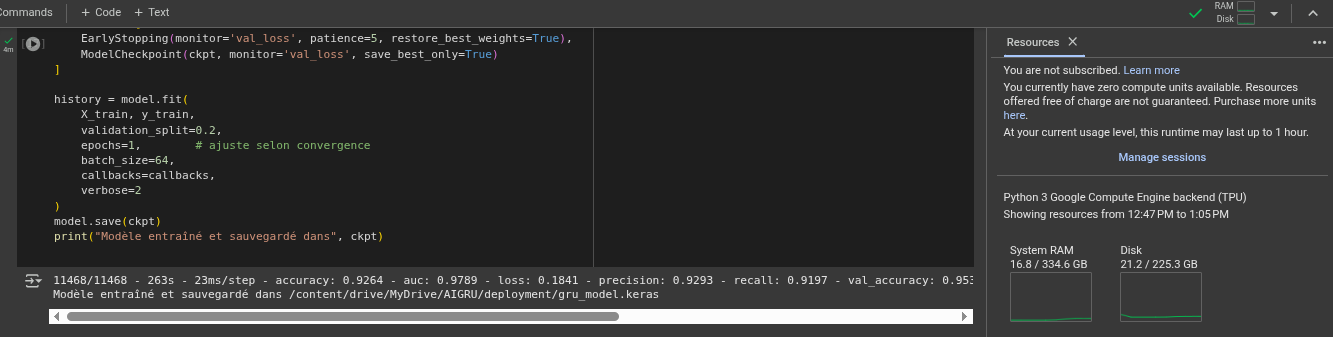 Commands
+ Code
+ Text
RAM
Disk
4m
EarlyStopping(monitor='val_loss', patience=5, restore_best_weights=True),
ModelCheckpoint(ckpt, monitor='val_loss', save_best_only=True)
]
history = model.fit(
X_train, y_train,
validation_split=0.2,
epochs=1,        # ajuste selon convergence
batch_size=64,
callbacks=callbacks,
verbose=2
)
model.save(ckpt)
print("Modèle entraîné et sauvegardé dans", ckpt)
11468/11468 - 263s - 23ms/step - accuracy: 0.9264 - auc: 0.9789 - loss: 0.1841 - precision: 0.9293 - recall: 0.9197 - val_accuracy: 0.953
Modèle entraîné et sauvegardé dans /content/drive/MyDrive/AIGRU/deployment/gru_model.keras
Resources
You are not subscribed. Learn more
You currently have zero compute units available. Resources
offered free of charge are not guaranteed. Purchase more units
here.
At your current usage level, this runtime may last up to 1 hour.
Manage sessions
Python 3 Google Compute Engine backend (TPU)
Showing resources from 12:47 PM to 1:05 PM
System RAM
16.8 / 334.6 GB
Disk
21.2 / 225.3 GB